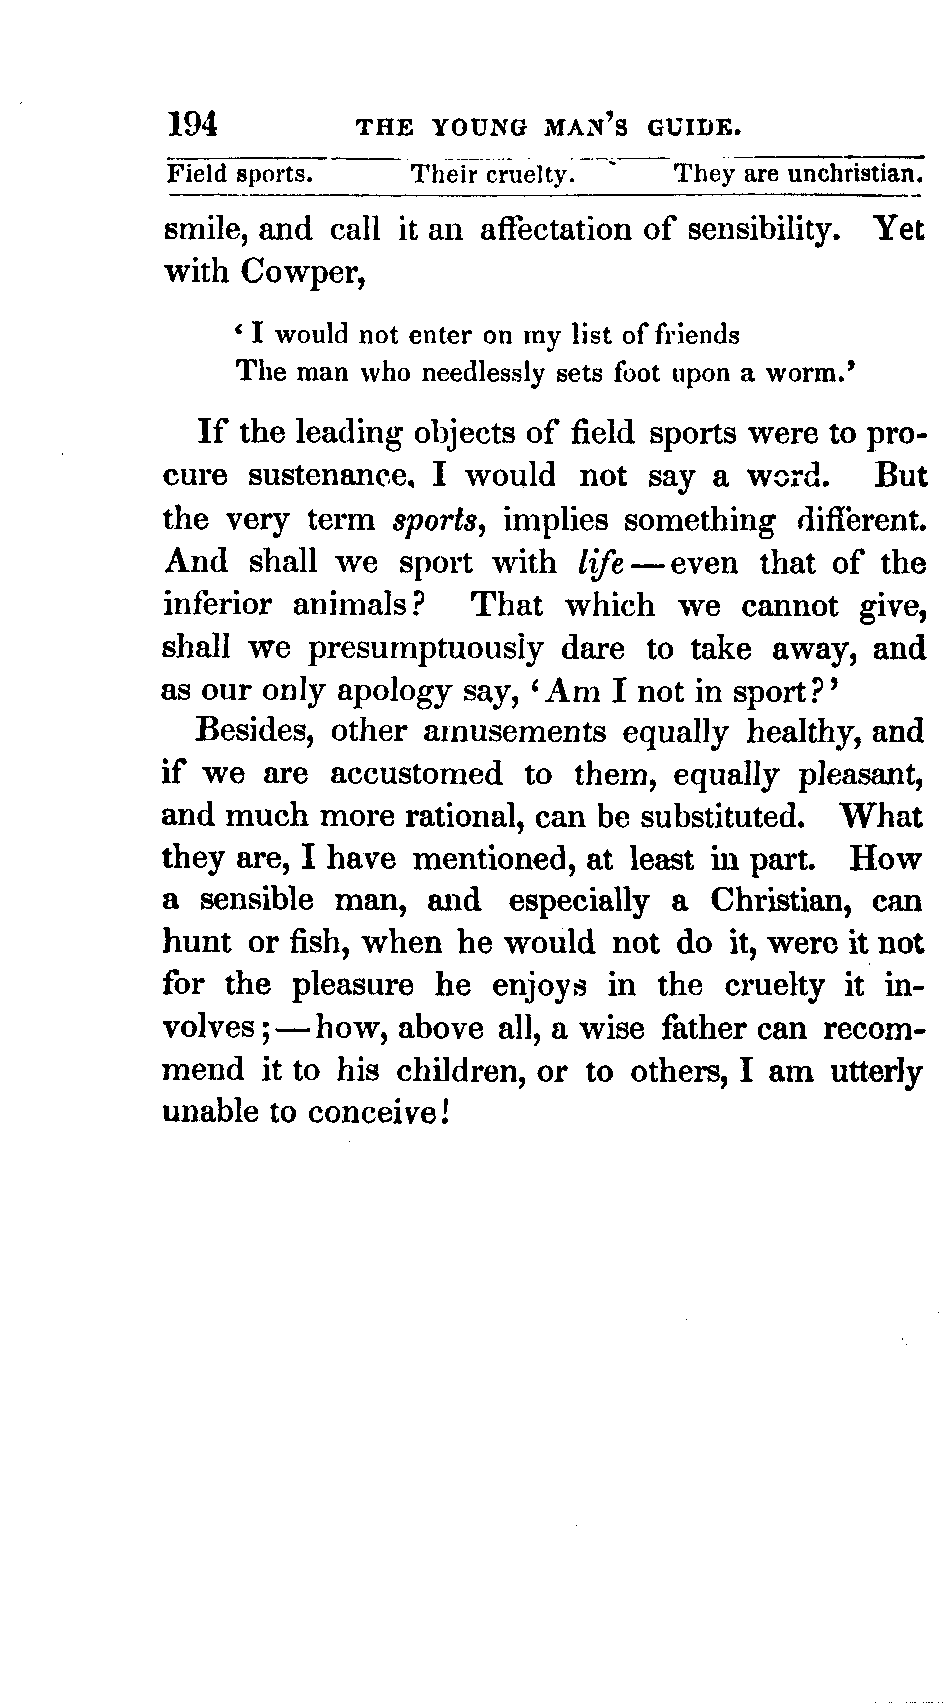 194 THE YOUNG MAN'S GUIDE.
Field sports. Their cruelty. They are unchristian.
smile, and call it an affectation of sensibility. Yet
with Cowper,
‘I would not enter on my list of friends
The man who needlessly sets foot upon a worm.’
If the leading objects of field sports were to pro-
cure sustenance, I would not say a word. But
the very term sports, implies something different.
And shall we sport with life—even that of the
inferior animals? That which we cannot give,
shall we presumptuously dare to take away, and
as our only apology say, ‘Am I not in sport?’
Besides, other amusements equally healthy, and
if we are accustomed to them, equally pleasant,
and much more rational, can be substituted. What
they are, I have mentioned, at least in part. How
a sensible man, and especially a Christian, can
hunt or fish, when he would not do it, were it not
for the pleasure he enjoys in the cruelty it in-
volves;—how, above all, a wise father can recom-
mend it to his children, or to others, I am utterly
unable to conceive!